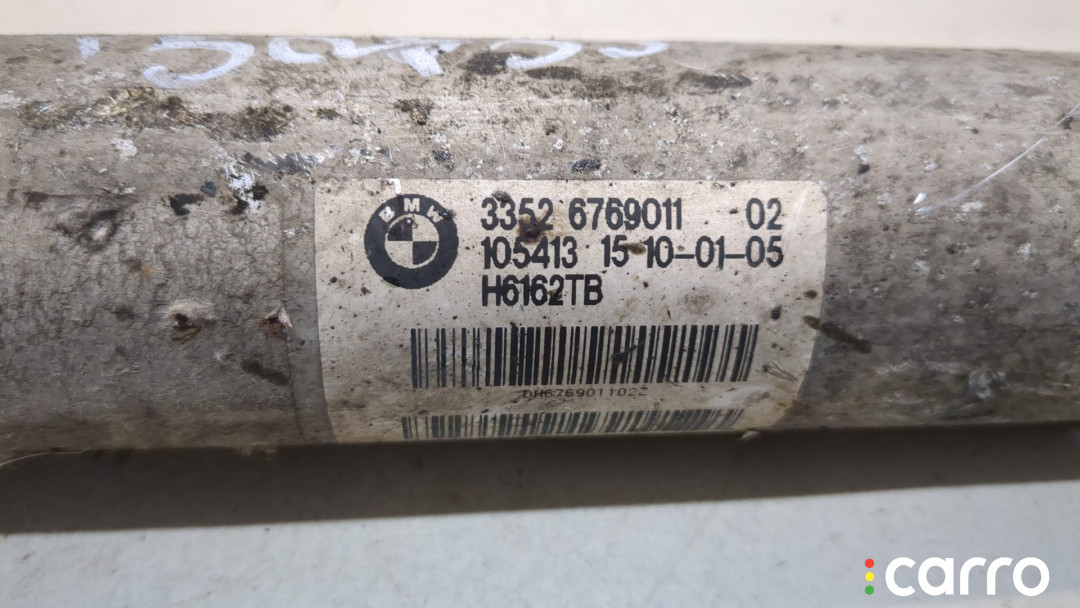 BMW
3352 6769011 02
105413 15 10-01-05
H6162TB
DH676901102Z
carro